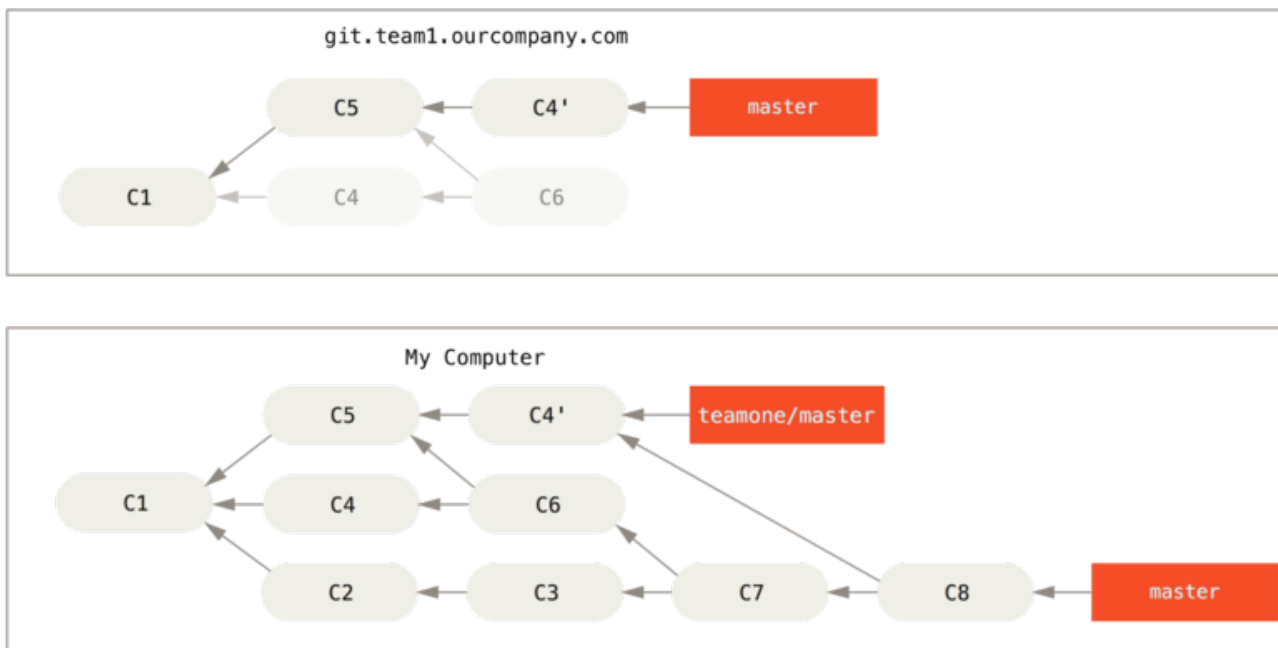 git.team1.ourcompany.com
C5 C4' master
C1 C4 C6
My Computer
C5 C4' teamone/master
C1 C4 C6
C2 C3 C7 C8 master